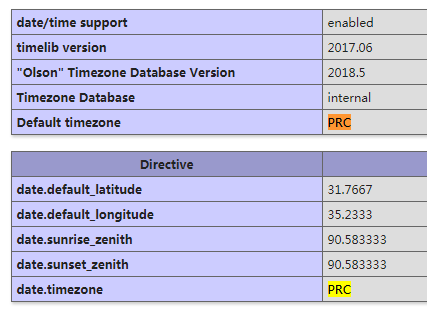 date/time support enabled
timelib version 2017.06
"Olson" Timezone Database Version 2018.5
Timezone Database internal
Default timezone PRC
Directive
date.default_latitude 31.7667
date.default_longitude 35.2333
date.sunrise_zenith 90.583333
date.sunset_zenith 90.583333
date.timezone PRC